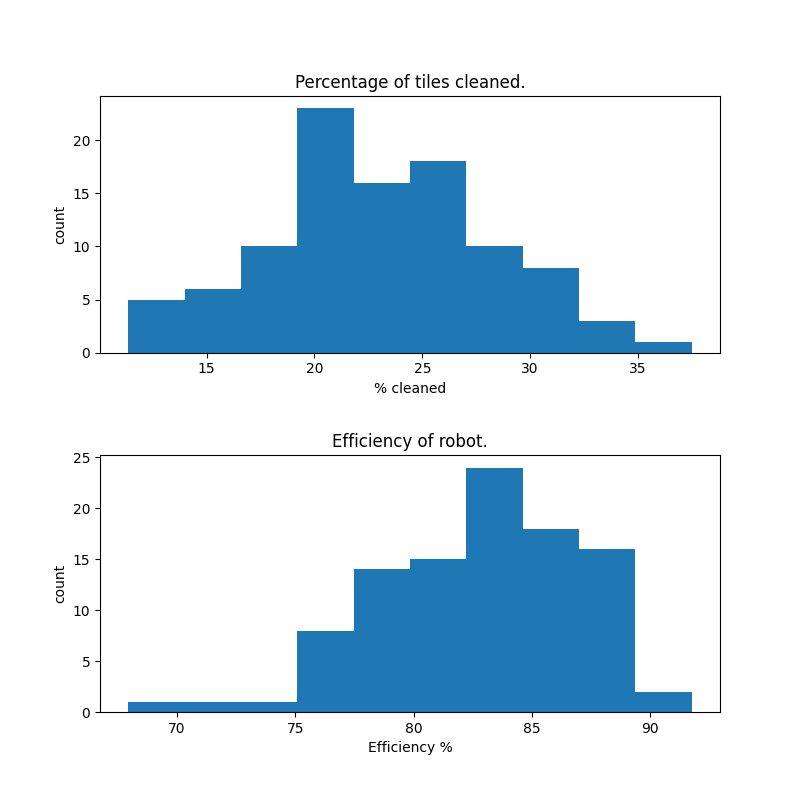 Percentage of tiles cleaned.
20
15
10
5
0
count
15 20 25 30 35
% cleaned
Efficiency of robot.
25
20
15
10
5
0
count
70 75 80 85 90
Efficiency %